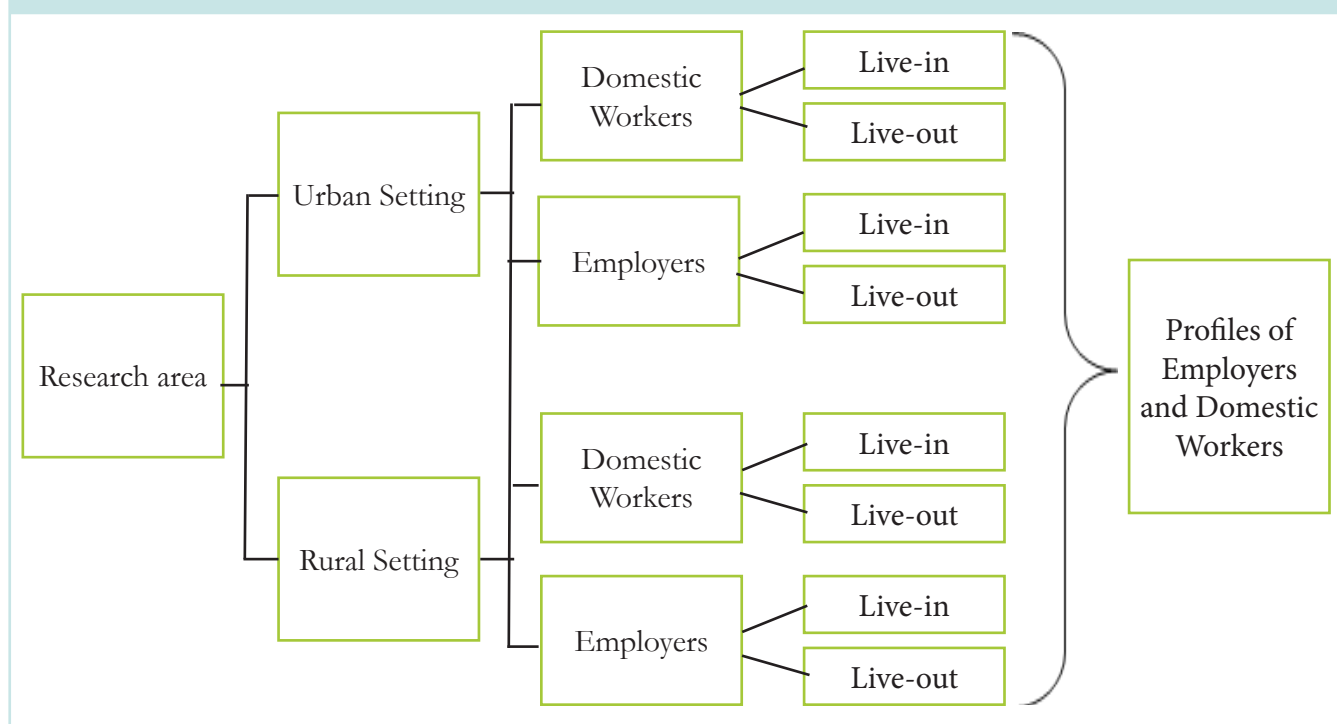 Research area
Urban Setting
Rural Setting
Domestic
Workers
Live-in
Live-out
Employers
Live-in
Live-out
Domestic
Workers
Live-in
Live-out
Employers
Live-in
Live-out
Profiles of
Employers
and Domestic
Workers